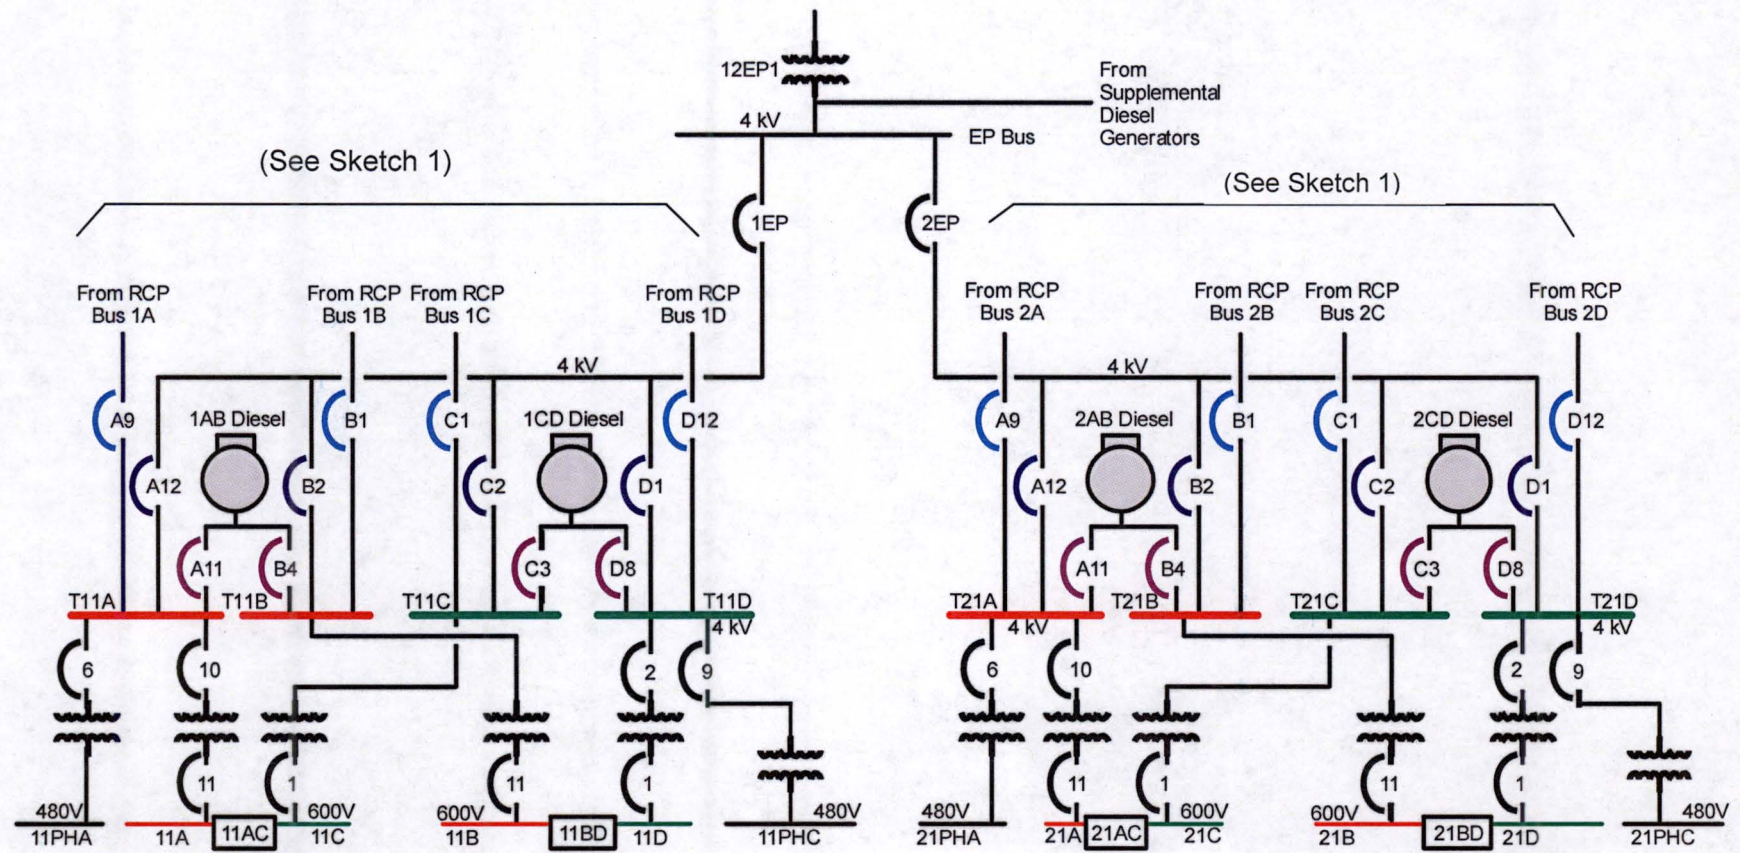 12EP1
From
Supplemental
Diesel
Generators
4 kV
EP Bus
(See Sketch 1)
(See Sketch 1)
1EP
2EP
From RCP
Bus 1A
From RCP
Bus 1B
From RCP
Bus 1C
From RCP
Bus 1D
From RCP
Bus 2A
From RCP
Bus 2B
From RCP
Bus 2C
From RCP
Bus 2D
4 kV
4 kV
A9
1AB Diesel
B1
C1
1CD Diesel
D12
A9
2AB Diesel
B1
C1
2CD Diesel
D12
A12
B2
C2
D1
A12
B2
C2
D1
A11
B4
C3
D8
A11
B4
C3
D8
T11A
T11B
T11C
T11D
T21A
T21B
T21C
T21D
4 kV
4 kV
4 kV
6
10
2
9
6
10
2
9
11
1
11
1
11
1
11
1
480V
600V
600V
480V
480V
600V
600V
480V
11PHA
11A
11AC
11C
11B
11BD
11D
11PHC
21PHA
21A
21AC
21C
21B
21BD
21D
21PHC